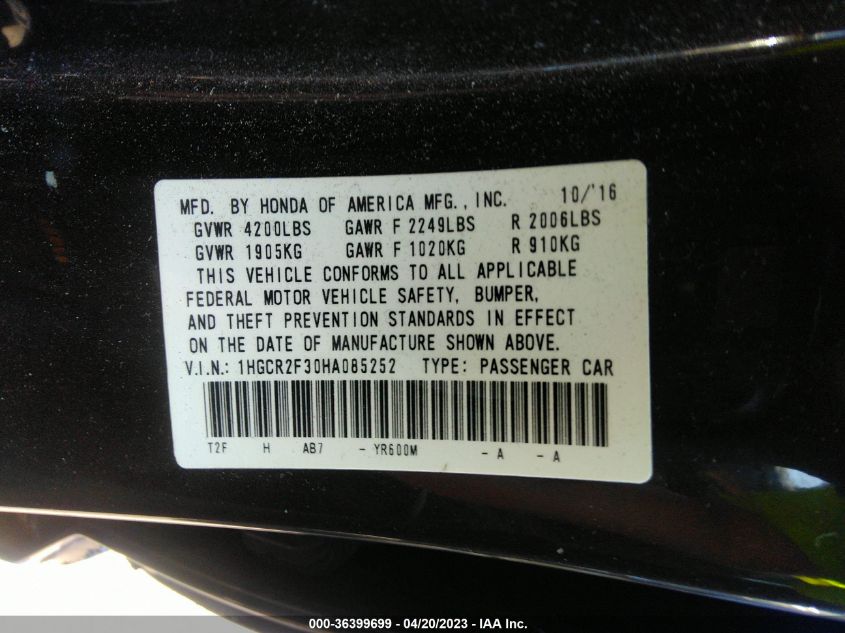 MFD. BY HONDA OF AMERICA MFG., INC. 10/'16
GVWR 4200LBS GAWR F 2249LBS R 2006LBS
GVWR 1905KG GAWR F 1020KG R 910KG
THIS VEHICLE CONFORMS TO ALL APPLICABLE
FEDERAL MOTOR VEHICLE SAFETY, BUMPER,
AND THEFT PREVENTION STANDARDS IN EFFECT
ON THE DATE OF MANUFACTURE SHOWN ABOVE.
V.I.N.: 1HGCR2F30HA085252 TYPE: PASSENGER CAR
T2F H AB7 - YR600M - A - A
000-36399699 - 04/20/2023 - IAA Inc.